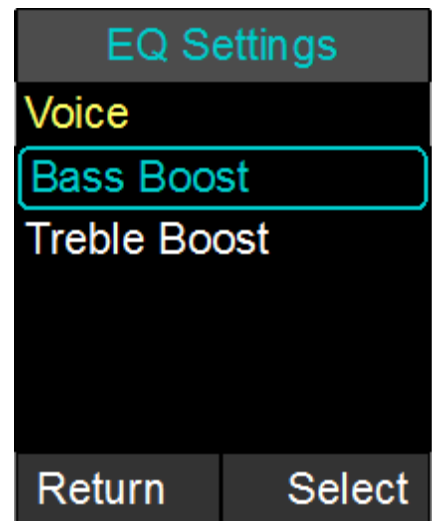 EQ Settings
Voice
Bass Boost
Treble Boost
Return Select